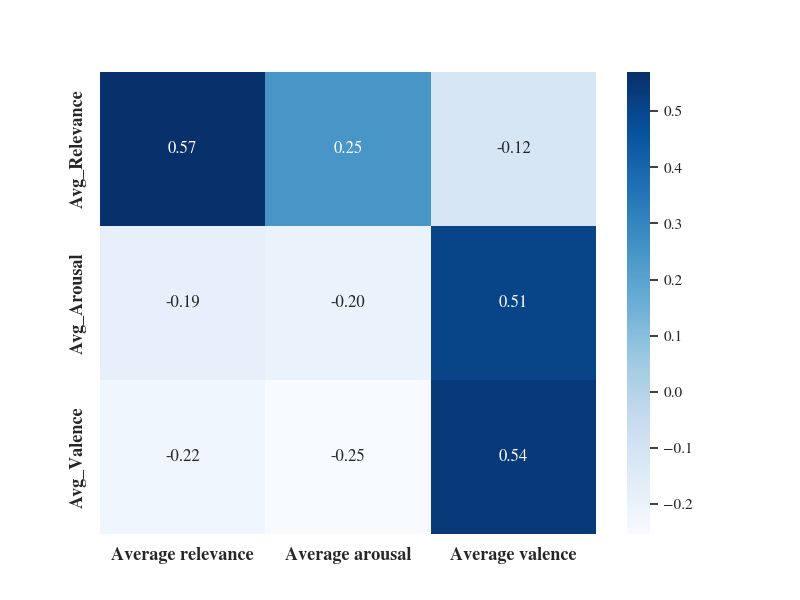 Avg_Relevance
0.57 0.25 -0.12
Avg_Arousal
-0.19 -0.20 0.51
Avg_Valence
-0.22 -0.25 0.54
Average relevance Average arousal Average valence
0.5
0.4
0.3
0.2
0.1
0.0
−0.1
−0.2